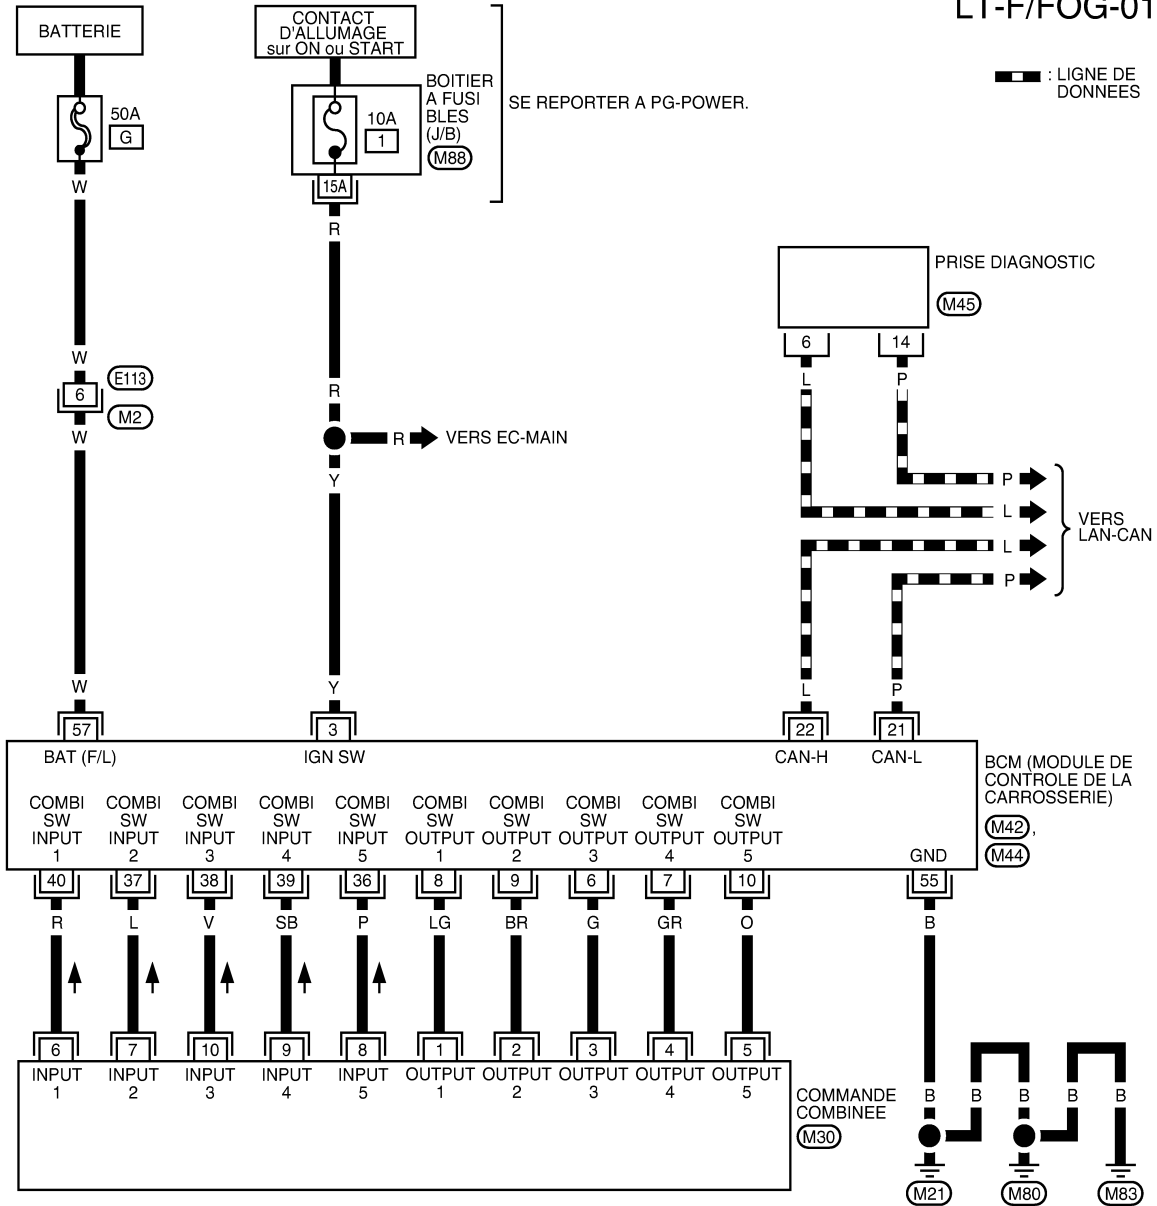 LT-F/FOG-01
BATTERIE
CONTACT
D'ALLUMAGE
sur ON ou START
: LIGNE DE
DONNEES
50A
G
10A
1
BOITIER
A FUSI
BLES
(J/B)
M88
SE REPORTER A PG-POWER.
15A
W
R
PRISE DIAGNOSTIC
M45
6
14
W
R
L
P
6
E113
M2
W
R
VERS EC-MAIN
Y
P
L
L
P
VERS
LAN-CAN
W
Y
L
P
57
3
22
21
BAT (F/L)
IGN SW
CAN-H
CAN-L
BCM (MODULE DE
CONTROLE DE LA
CARROSSERIE)
M42 ,
M44
COMBI COMBI COMBI COMBI COMBI COMBI COMBI COMBI COMBI COMBI
SW SW SW SW SW SW SW SW SW SW
INPUT INPUT INPUT INPUT INPUT OUTPUT OUTPUT OUTPUT OUTPUT OUTPUT
1 2 3 4 5 1 2 3 4 5
GND
40 37 38 39 36 8 9 6 7 10 55
R L V SB P LG BR G GR O B
6 7 10 9 8 1 2 3 4 5
INPUT INPUT INPUT INPUT INPUT OUTPUT OUTPUT OUTPUT OUTPUT OUTPUT
1 2 3 4 5 1 2 3 4 5
COMMANDE
COMBINEE
M30
B B B B B
M21 M80 M83